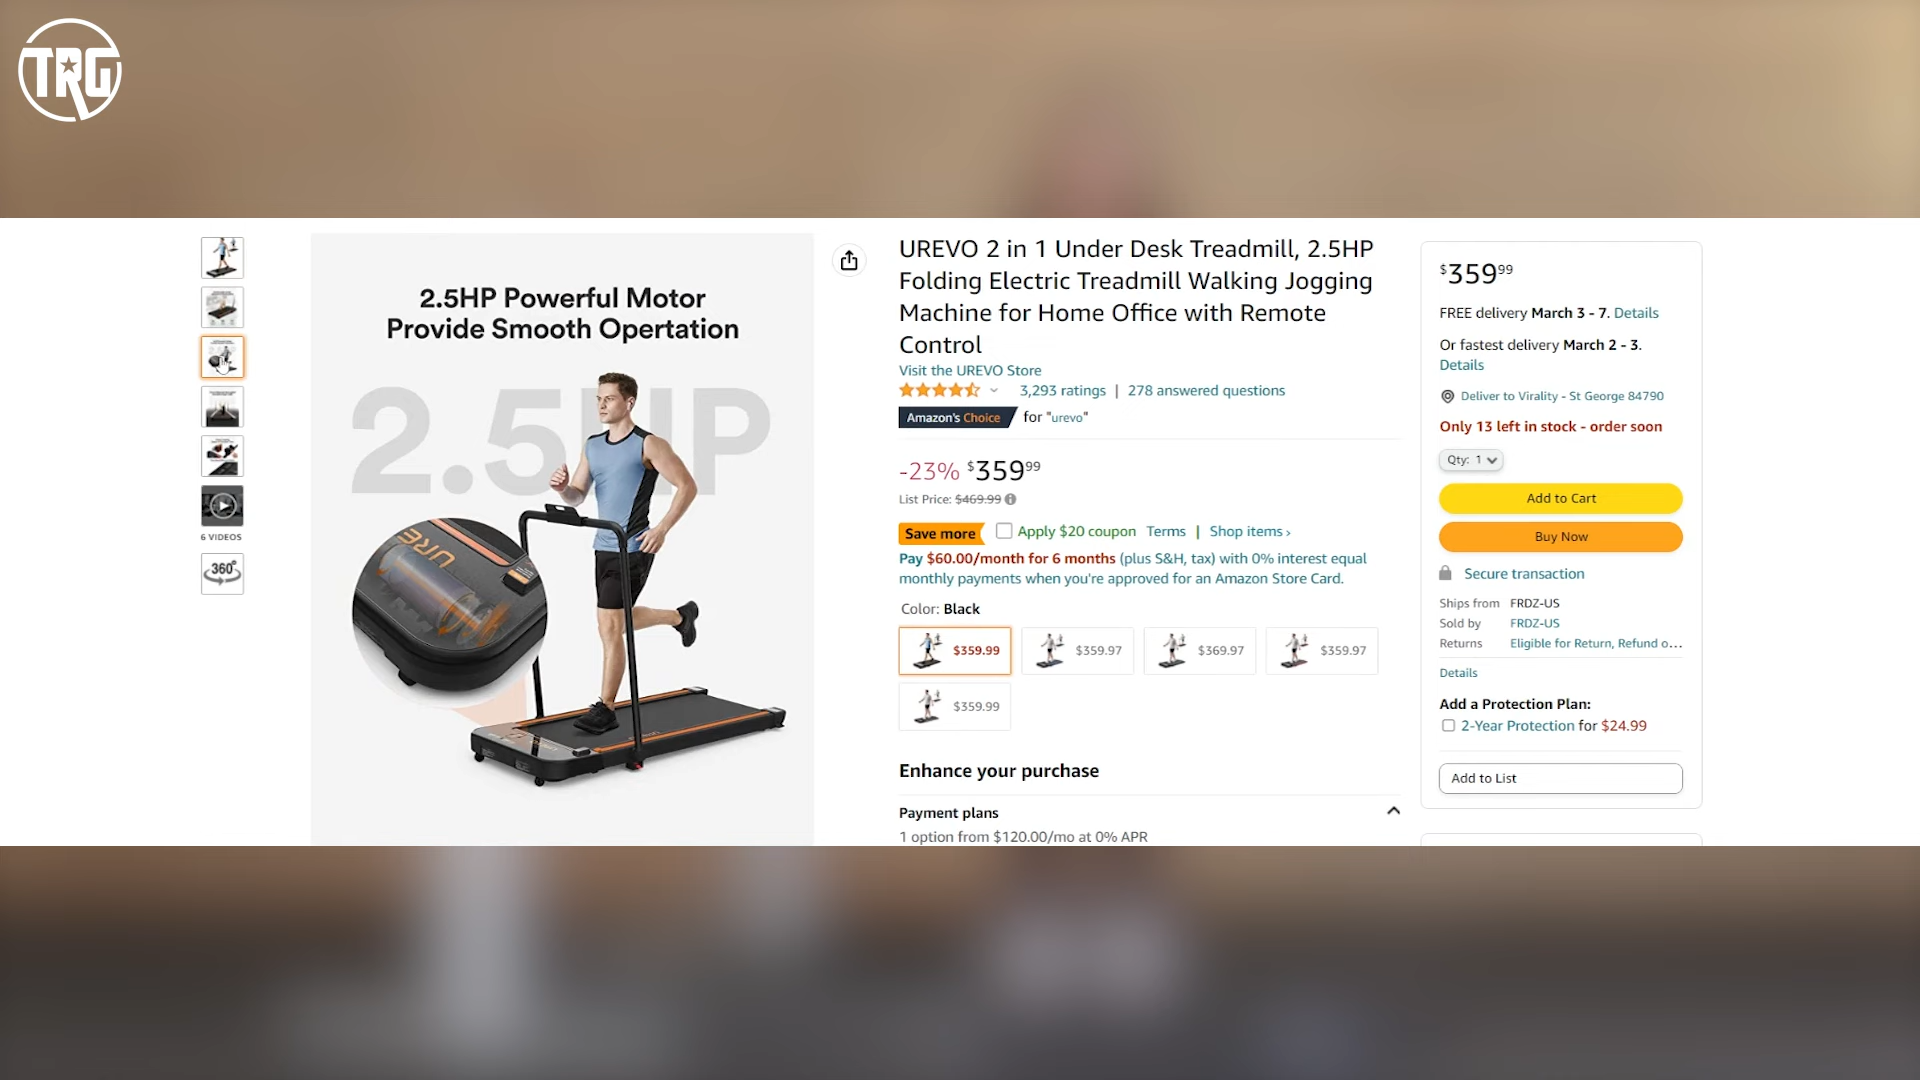 TRG
2.5HP Powerful Motor
Provide Smooth Opertation
2.5HP
URE
6 VIDEOS
360°
UREVO 2 in 1 Under Desk Treadmill, 2.5HP
Folding Electric Treadmill Walking Jogging
Machine for Home Office with Remote
Control
Visit the UREVO Store
3,293 ratings | 278 answered questions
Amazon's Choice for "urevo"
-23% $359 99
List Price: $469.99
Save more Apply $20 coupon Terms | Shop items ›
Pay $60.00/month for 6 months (plus S&H, tax) with 0% interest equal
monthly payments when you're approved for an Amazon Store Card.
Color: Black
$359.99 $359.97 $369.97 $359.97
$359.99
Enhance your purchase
Payment plans
1 option from $120.00/mo at 0% APR
$359 99
FREE delivery March 3 - 7. Details
Or fastest delivery March 2 - 3.
Details
Deliver to Virality - St George 84790
Only 13 left in stock - order soon
Qty: 1
Add to Cart
Buy Now
Secure transaction
Ships from FRDZ-US
Sold by FRDZ-US
Returns Eligible for Return, Refund o...
Details
Add a Protection Plan:
2-Year Protection for $24.99
Add to List